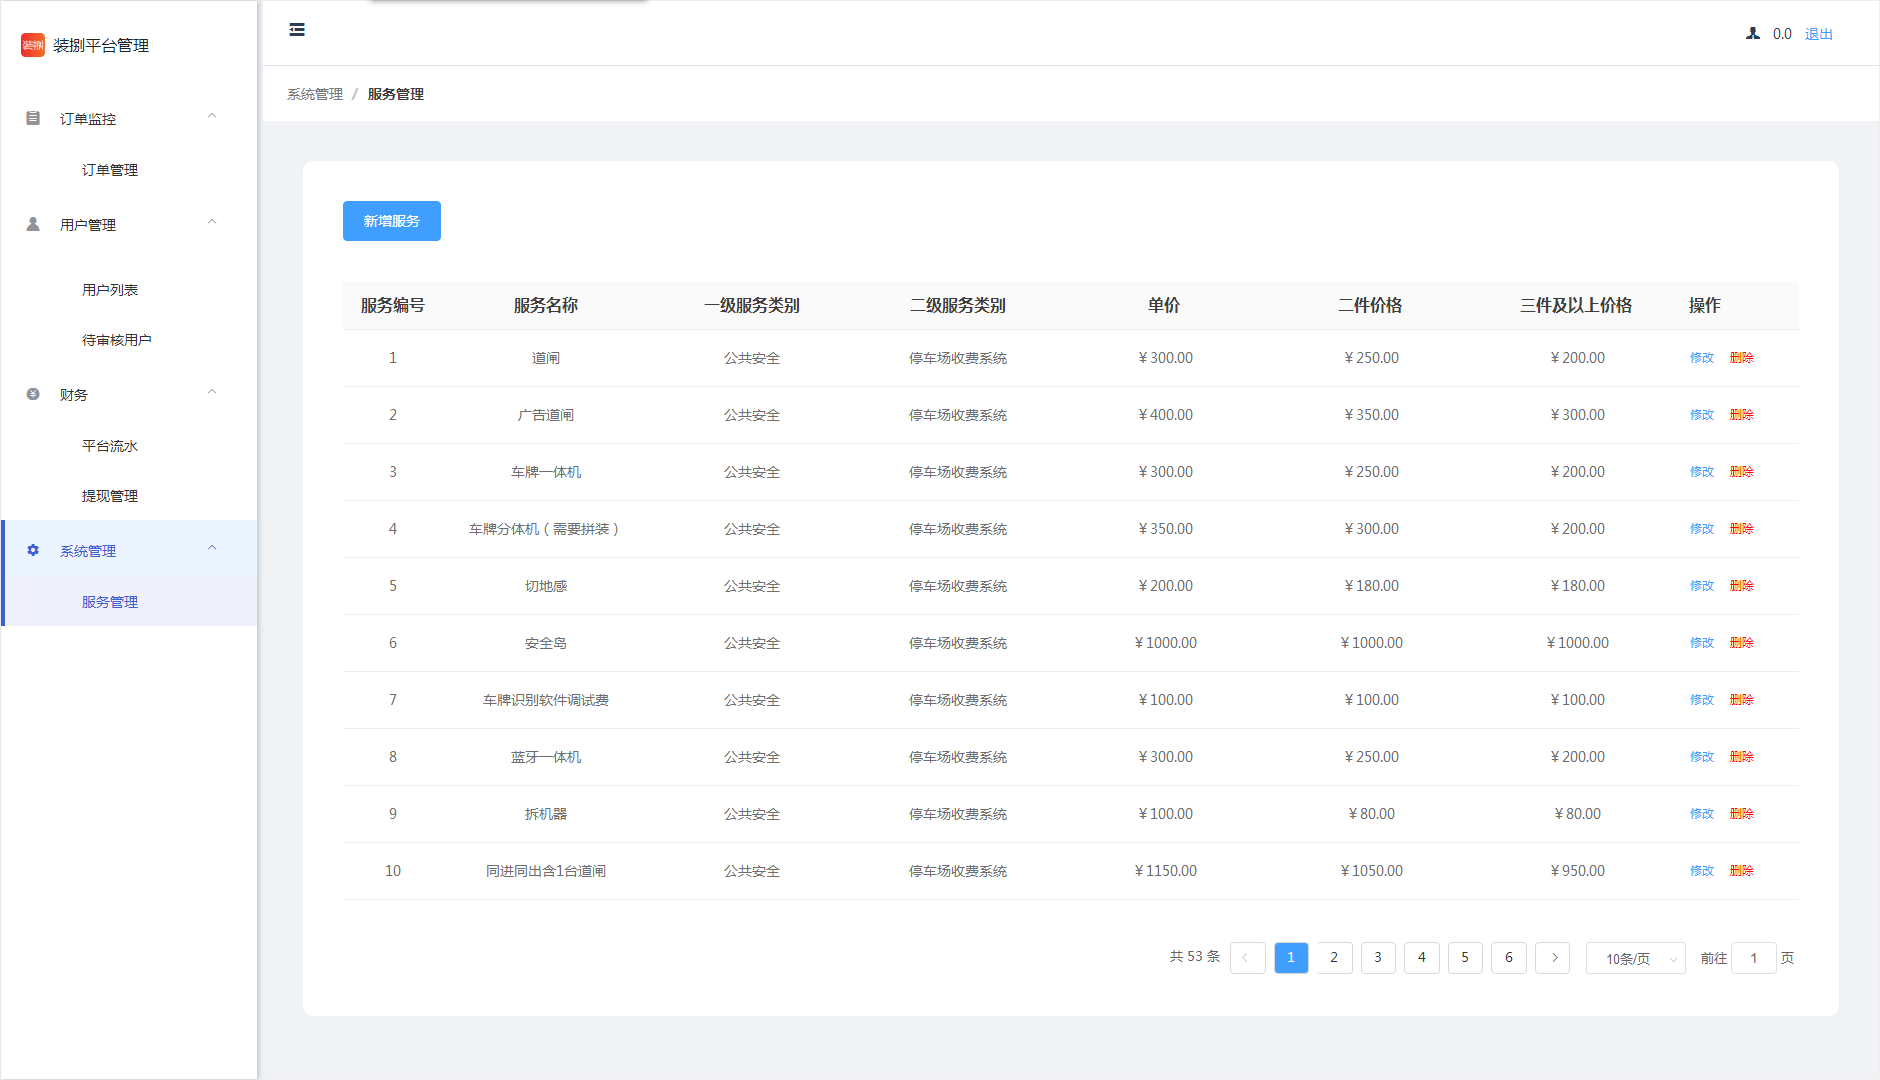 装捌 装捌平台管理
订单监控
订单管理
用户管理
用户列表
待审核用户
财务
平台流水
提现管理
系统管理
服务管理
0.0 退出
系统管理 / 服务管理
新增服务
服务编号 服务名称 一级服务类别 二级服务类别 单价 二件价格 三件及以上价格 操作
1 道闸 公共安全 停车场收费系统 ¥300.00 ¥250.00 ¥200.00 修改 删除
2 广告道闸 公共安全 停车场收费系统 ¥400.00 ¥350.00 ¥300.00 修改 删除
3 车牌一体机 公共安全 停车场收费系统 ¥300.00 ¥250.00 ¥200.00 修改 删除
4 车牌分体机（需要拼装） 公共安全 停车场收费系统 ¥350.00 ¥300.00 ¥200.00 修改 删除
5 切地感 公共安全 停车场收费系统 ¥200.00 ¥180.00 ¥180.00 修改 删除
6 安全岛 公共安全 停车场收费系统 ¥1000.00 ¥1000.00 ¥1000.00 修改 删除
7 车牌识别软件调试费 公共安全 停车场收费系统 ¥100.00 ¥100.00 ¥100.00 修改 删除
8 蓝牙一体机 公共安全 停车场收费系统 ¥300.00 ¥250.00 ¥200.00 修改 删除
9 拆机器 公共安全 停车场收费系统 ¥100.00 ¥80.00 ¥80.00 修改 删除
10 同进同出含1台道闸 公共安全 停车场收费系统 ¥1150.00 ¥1050.00 ¥950.00 修改 删除
共 53 条 1 2 3 4 5 6 10条/页 前往 1 页